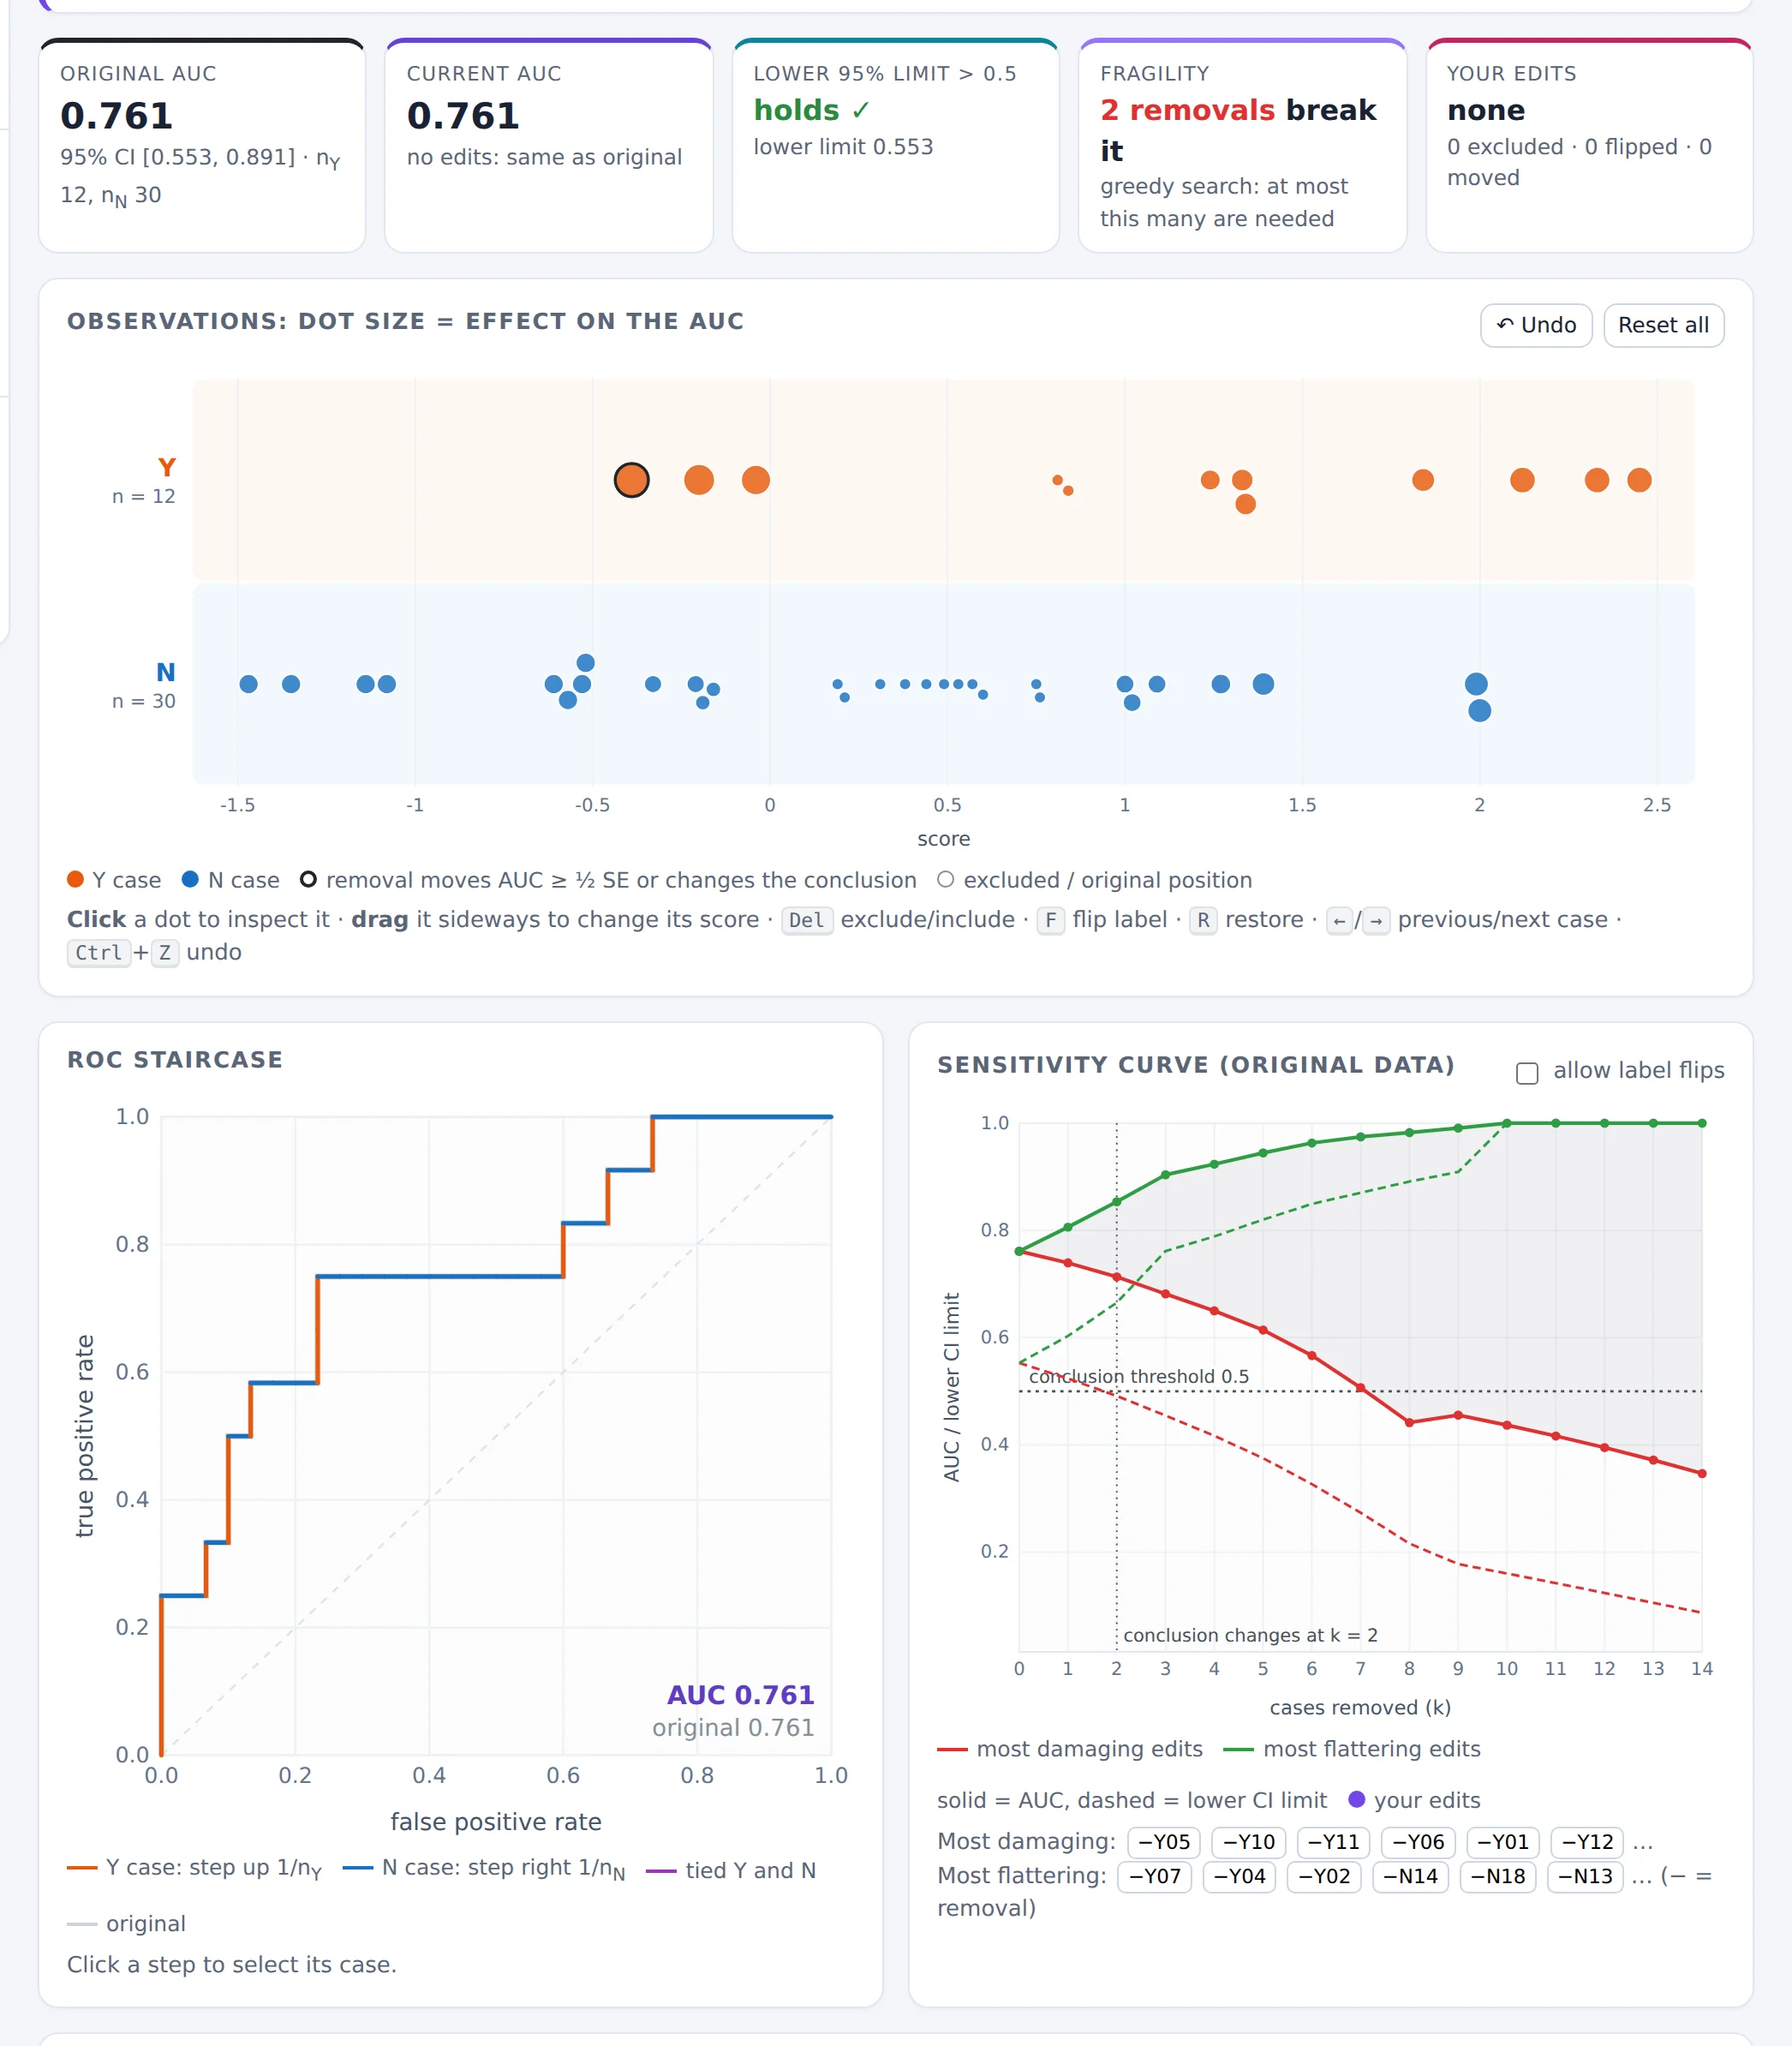 ORIGINAL AUC
0.761
95% CI [0.553, 0.891] · nY
12, nN 30
CURRENT AUC
0.761
no edits: same as original
LOWER 95% LIMIT > 0.5
holds ✓
lower limit 0.553
FRAGILITY
2 removals break
it
greedy search: at most
this many are needed
YOUR EDITS
none
0 excluded · 0 flipped · 0
moved
OBSERVATIONS: DOT SIZE = EFFECT ON THE AUC
↶ Undo
Reset all
Y
n = 12
N
n = 30
-1.5 -1 -0.5 0 0.5 1 1.5 2 2.5
score
Y case N case removal moves AUC ≥ ½ SE or changes the conclusion excluded / original position
Click a dot to inspect it · drag it sideways to change its score · Del exclude/include · F flip label · R restore · ←/→ previous/next case ·
Ctrl+Z undo
ROC STAIRCASE
1.0
0.8
0.6
0.4
0.2
0.0
true positive rate
AUC 0.761
original 0.761
0.0 0.2 0.4 0.6 0.8 1.0
false positive rate
Y case: step up 1/nY N case: step right 1/nN tied Y and N
original
Click a step to select its case.
SENSITIVITY CURVE (ORIGINAL DATA)
allow label flips
1.0
0.8
0.6
0.4
0.2
AUC / lower CI limit
conclusion threshold 0.5
conclusion changes at k = 2
0 1 2 3 4 5 6 7 8 9 10 11 12 13 14
cases removed (k)
most damaging edits most flattering edits
solid = AUC, dashed = lower CI limit your edits
Most damaging: −Y05 −Y10 −Y11 −Y06 −Y01 −Y12 …
Most flattering: −Y07 −Y04 −Y02 −N14 −N18 −N13 … (− =
removal)